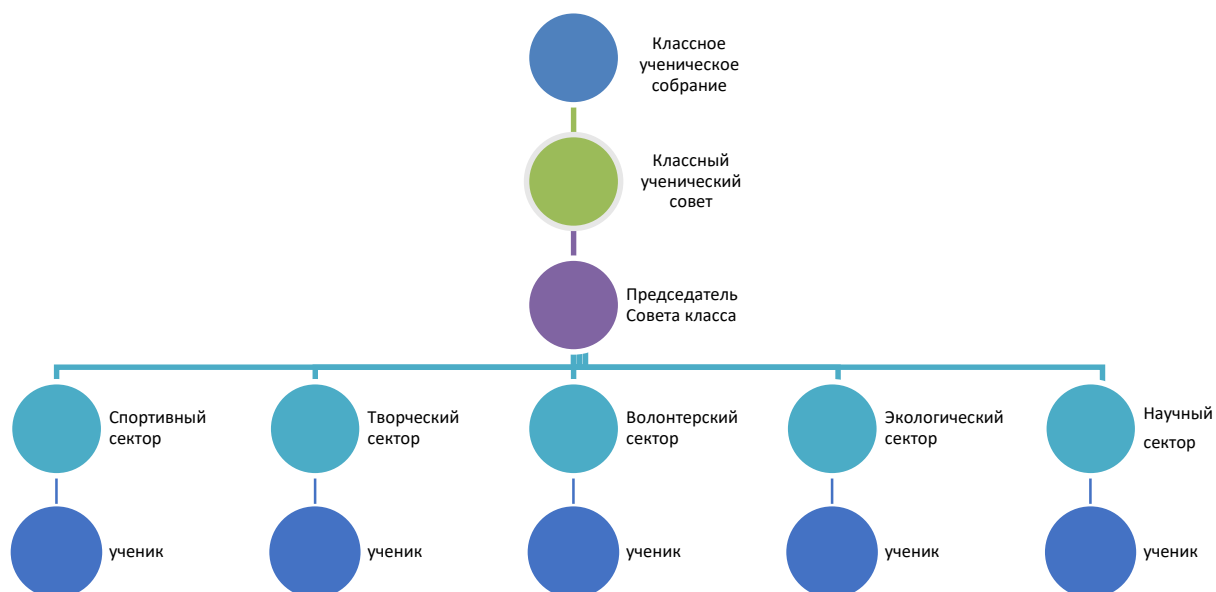 Классное
ученическое
собрание
Классный
ученический
совет
Председатель
Совета класса
Спортивный
сектор
Творческий
сектор
Волонтерский
сектор
Экологический
сектор
Научный
сектор
ученик
ученик
ученик
ученик
ученик